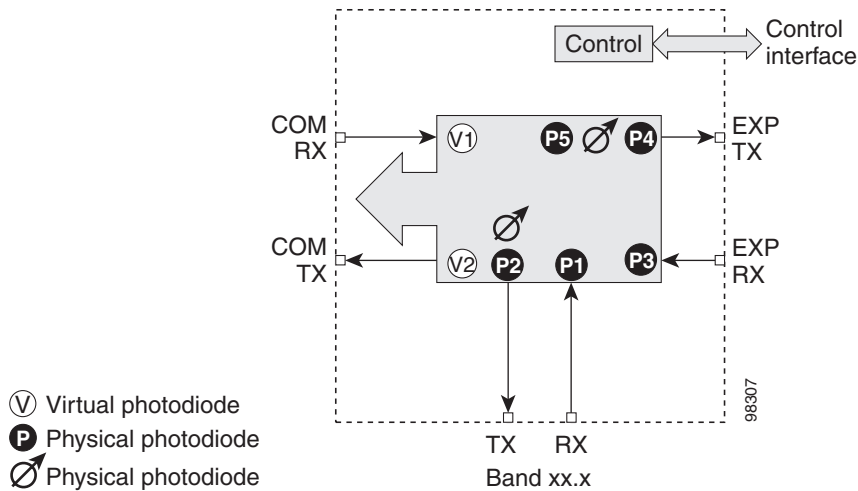 Control
Control
interface
COM
RX
V1
P5
P4
EXP
TX
COM
TX
V2
P2
P1
P3
EXP
RX
V Virtual photodiode
P Physical photodiode
Physical photodiode
TX
RX
Band xx.x
98307